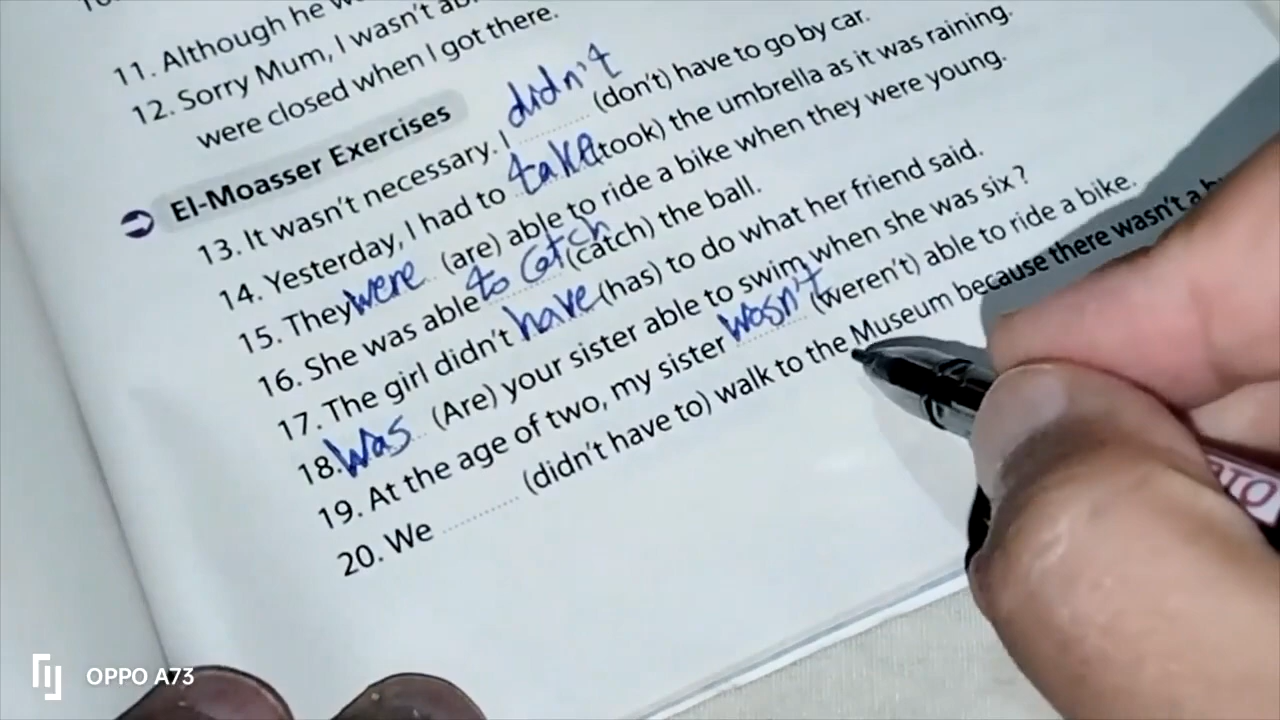 11. Although he w
12. Sorry Mum, I wasn't ab
were closed when I got there.
El-Moasser Exercises
13. It wasn't necessary. I didn't (don't) have to go by car.
14. Yesterday, I had to take (took) the umbrella as it was raining.
15. They were (are) able to ride a bike when they were young.
16. She was able to catch (catch) the ball.
17. The girl didn't have (has) to do what her friend said.
18. Was (Are) your sister able to swim when she was six?
19. At the age of two, my sister wasn't (weren't) able to ride a bike.
20. We ........... (didn't have to) walk to the Museum because there wasn't a b
OPPO A73